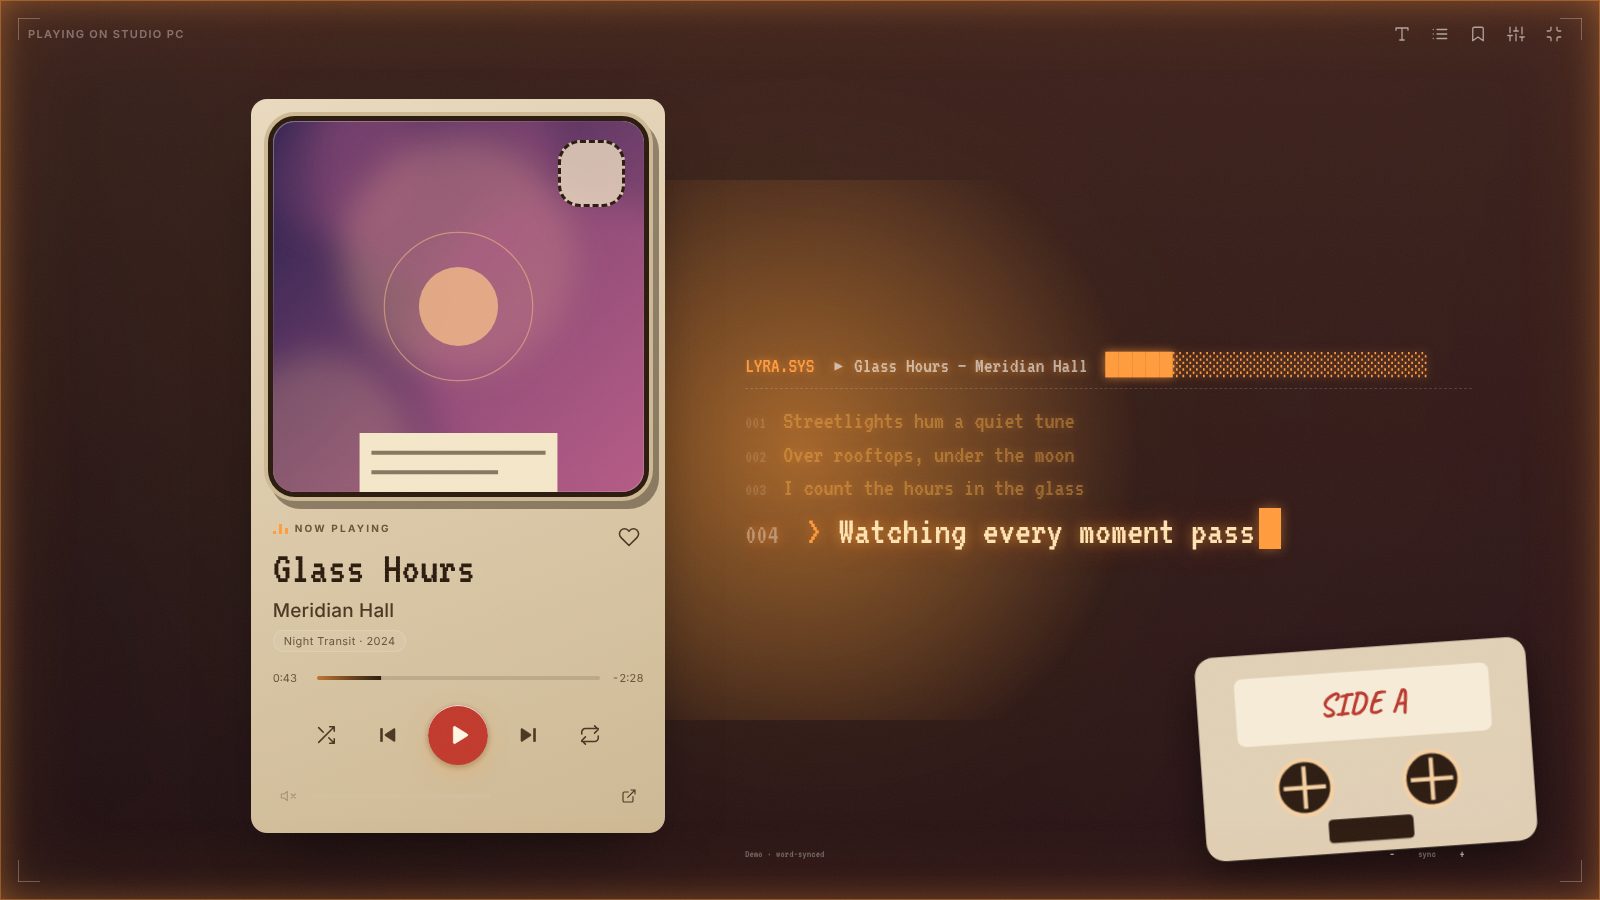 PLAYING ON STUDIO PC
NOW PLAYING
Glass Hours
Meridian Hall
Night Transit · 2024
0:43
-2:28
LYRA.SYS ► Glass Hours – Meridian Hall
001 Streetlights hum a quiet tune
002 Over rooftops, under the moon
003 I count the hours in the glass
004 > Watching every moment pass
SIDE A
Demo · word-synced
- sync +